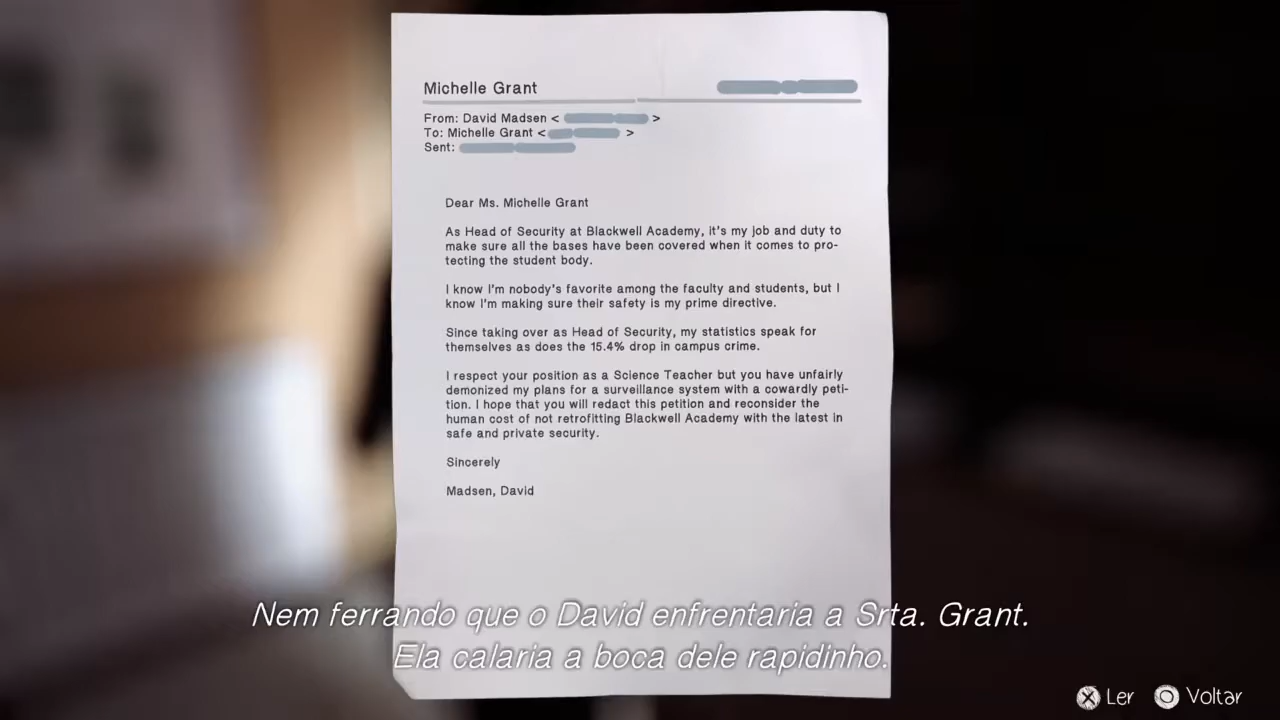 Michelle Grant
From: David Madsen < >
To: Michelle Grant < >
Sent:
Dear Ms. Michelle Grant
As Head of Security at Blackwell Academy, it's my job and duty to
make sure all the bases have been covered when it comes to pro-
tecting the student body.
I know I'm nobody's favorite among the faculty and students, but I
know I'm making sure their safety is my prime directive.
Since taking over as Head of Security, my statistics speak for
themselves as does the 15.4% drop in campus crime.
I respect your position as a Science Teacher but you have unfairly
demonized my plans for a surveillance system with a cowardly peti-
tion. I hope that you will redact this petition and reconsider the
human cost of not retrofitting Blackwell Academy with the latest in
safe and private security.
Sincerely
Madsen, David
Nem ferrando que o David enfrentaria a Srta. Grant.
Ela calaria a boca dele rapidinho.
Ler Voltar